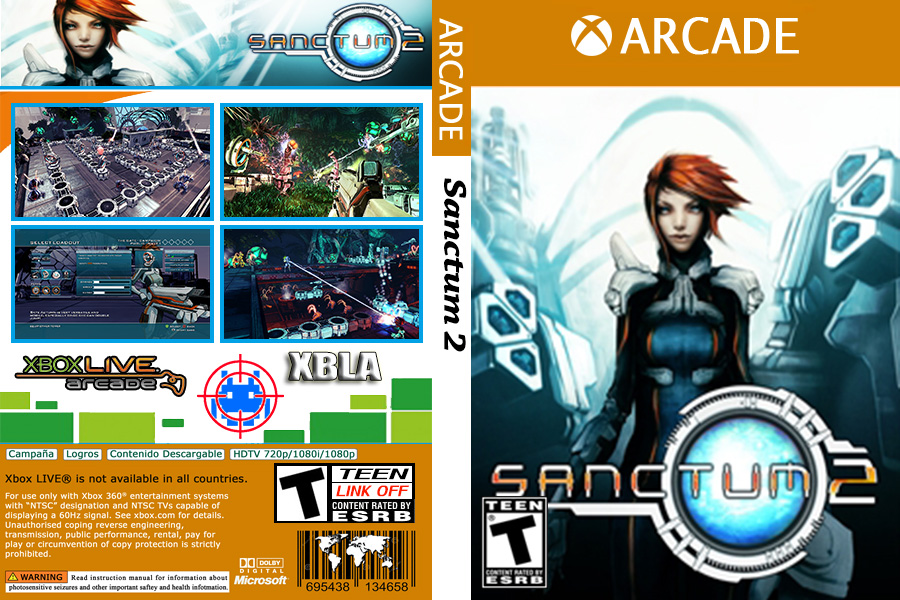 SANCTUM 2
SELECT LOADOUT
XBOX LIVE
arcade
XBLA
Campaña Logros Contenido Descargable HDTV 720p/1080i/1080p
Xbox LIVE® is not available in all countries.
For use only with Xbox 360® entertainment systems
with “NTSC” designation and NTSC TVs capable of
displaying a 60Hz signal. See xbox.com for details.
Unauthorised coping reverse engineering,
transmission, public performance, rental, pay for
play or circumvention of copy protection is strictly
prohibited.
WARNING Read instruction manual for information about
photosensitive seizures and other important saftey and health infotmation.
T
TEEN
LINK OFF
CONTENT RATED BY
ESRB
DOLBY
DIGITAL
Microsoft
695438 134658
ARCADE
Sanctum 2
ARCADE
SANCTUM 2
TEEN
T
CONTENT RATED BY
ESRB